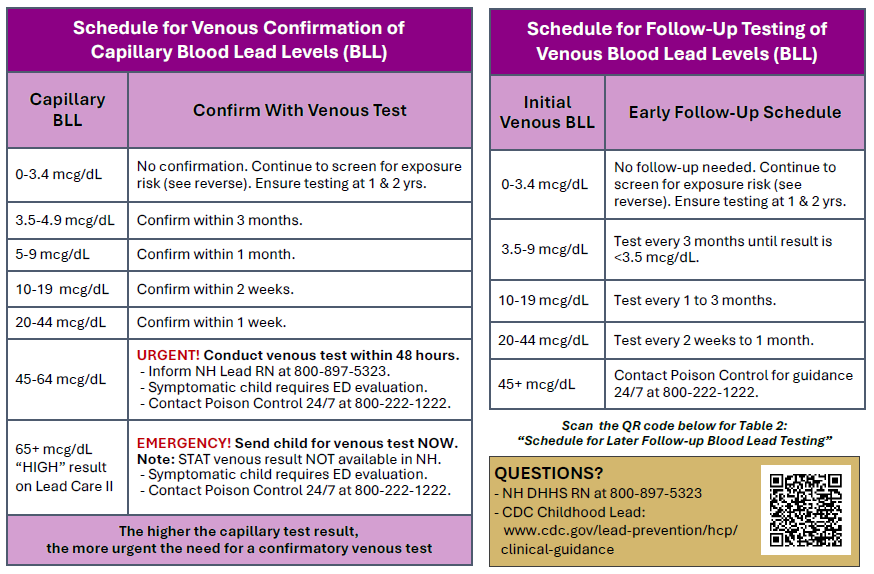 Schedule for Venous Confirmation of
Capillary Blood Lead Levels (BLL)
Capillary
BLL
Confirm With Venous Test
0-3.4 mcg/dL
No confirmation. Continue to screen for exposure
risk (see reverse). Ensure testing at 1 & 2 yrs.
3.5-4.9 mcg/dL
Confirm within 3 months.
5-9 mcg/dL
Confirm within 1 month.
10-19 mcg/dL
Confirm within 2 weeks.
20-44 mcg/dL
Confirm within 1 week.
45-64 mcg/dL
URGENT! Conduct venous test within 48 hours.
- Inform NH Lead RN at 800-897-5323.
- Symptomatic child requires ED evaluation.
- Contact Poison Control 24/7 at 800-222-1222.
65+ mcg/dL
“HIGH” result
on Lead Care II
EMERGENCY! Send child for venous test NOW.
Note: STAT venous result NOT available in NH.
- Symptomatic child requires ED evaluation.
- Contact Poison Control 24/7 at 800-222-1222.
The higher the capillary test result,
the more urgent the need for a confirmatory venous test
Schedule for Follow-Up Testing of
Venous Blood Lead Levels (BLL)
Initial
Venous BLL
Early Follow-Up Schedule
0-3.4 mcg/dL
No follow-up needed. Continue to
screen for exposure risk (see
reverse). Ensure testing at 1 & 2 yrs.
3.5-9 mcg/dL
Test every 3 months until result is
<3.5 mcg/dL.
10-19 mcg/dL
Test every 1 to 3 months.
20-44 mcg/dL
Test every 2 weeks to 1 month.
45+ mcg/dL
Contact Poison Control for guidance
24/7 at 800-222-1222.
Scan the QR code below for Table 2:
“Schedule for Later Follow-up Blood Lead Testing”
QUESTIONS?
- NH DHHS RN at 800-897-5323
- CDC Childhood Lead:
www.cdc.gov/lead-prevention/hcp/
clinical-guidance